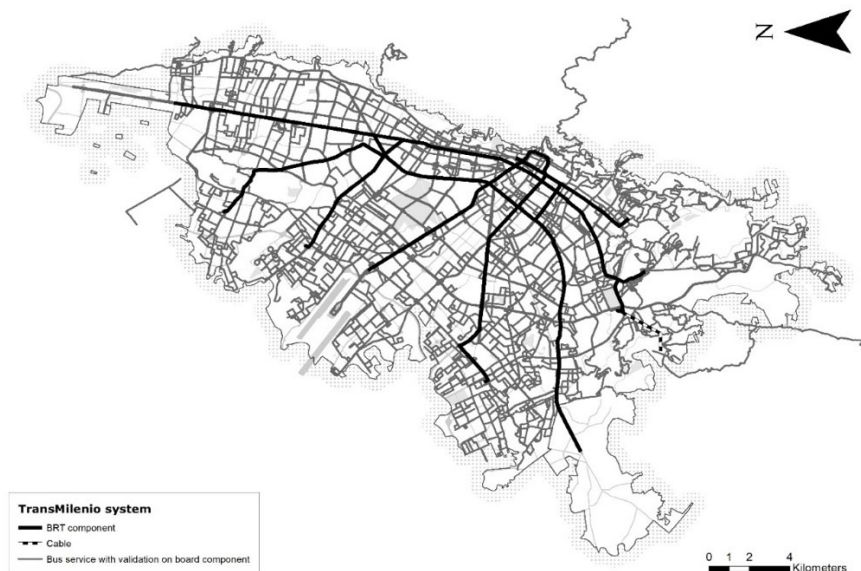 N
TransMilenio system
BRT component
Cable
Bus service with validation on board component
0 1 2 4
Kilometers